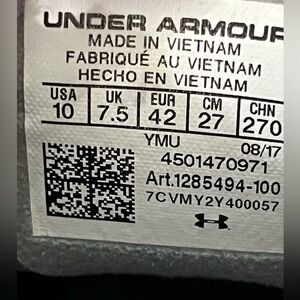 UNDER ARMOUR
MADE IN VIETNAM
FABRIQUÉ AU VIETNAM
HECHO EN VIETNAM
USA UK EUR CM CHN
10 7.5 42 27 270
YMU 08/17
4501470971
Art.1285494-100
7CVMY2Y400057